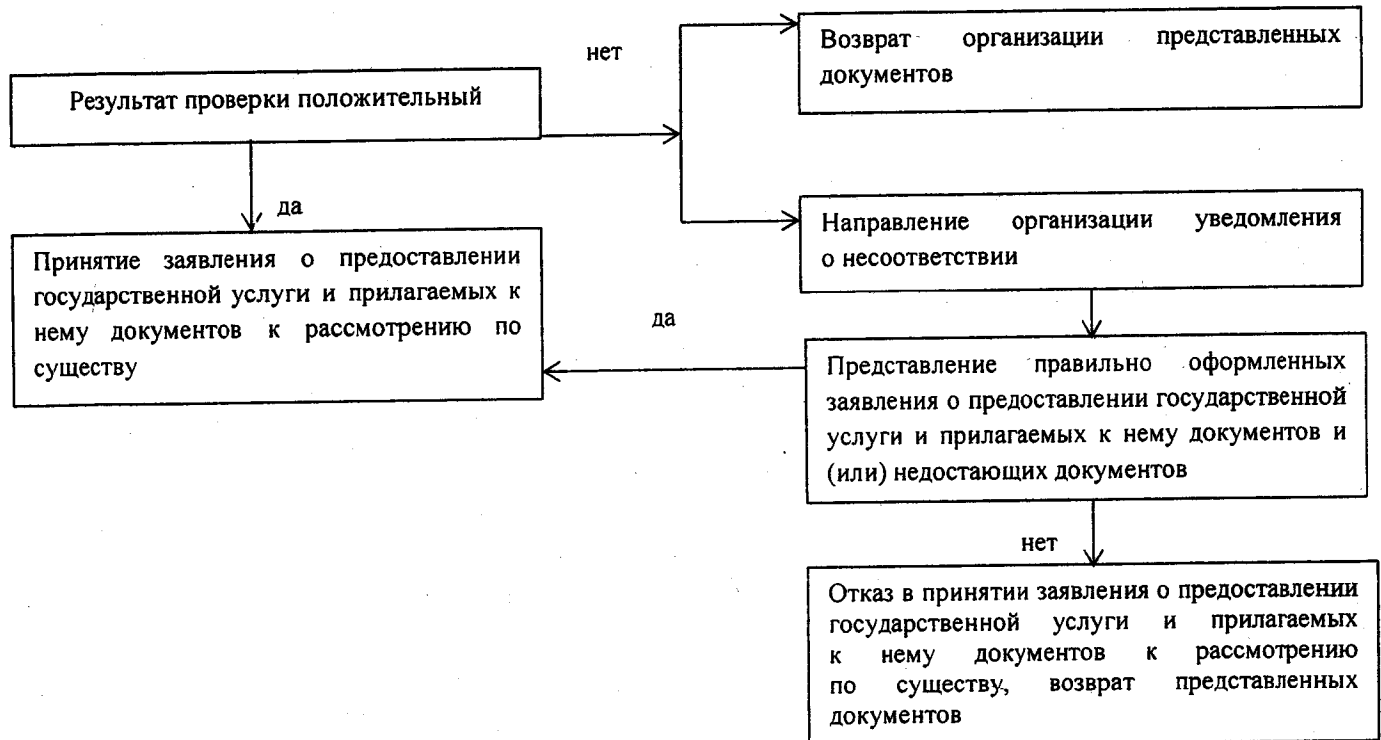 нет
Возврат организации представленных
документов
Результат проверки положительный
да
Направление организации уведомления
о несоответствии
Принятие заявления о предоставлении
государственной услуги и прилагаемых к
нему документов к рассмотрению по
существу
да
Представление правильно оформленных
заявления о предоставлении государственной
услуги и прилагаемых к нему документов и
(или) недостающих документов
нет
Отказ в принятии заявления о предоставлении
государственной услуги и прилагаемых
к нему документов к рассмотрению
по существу, возврат представленных
документов